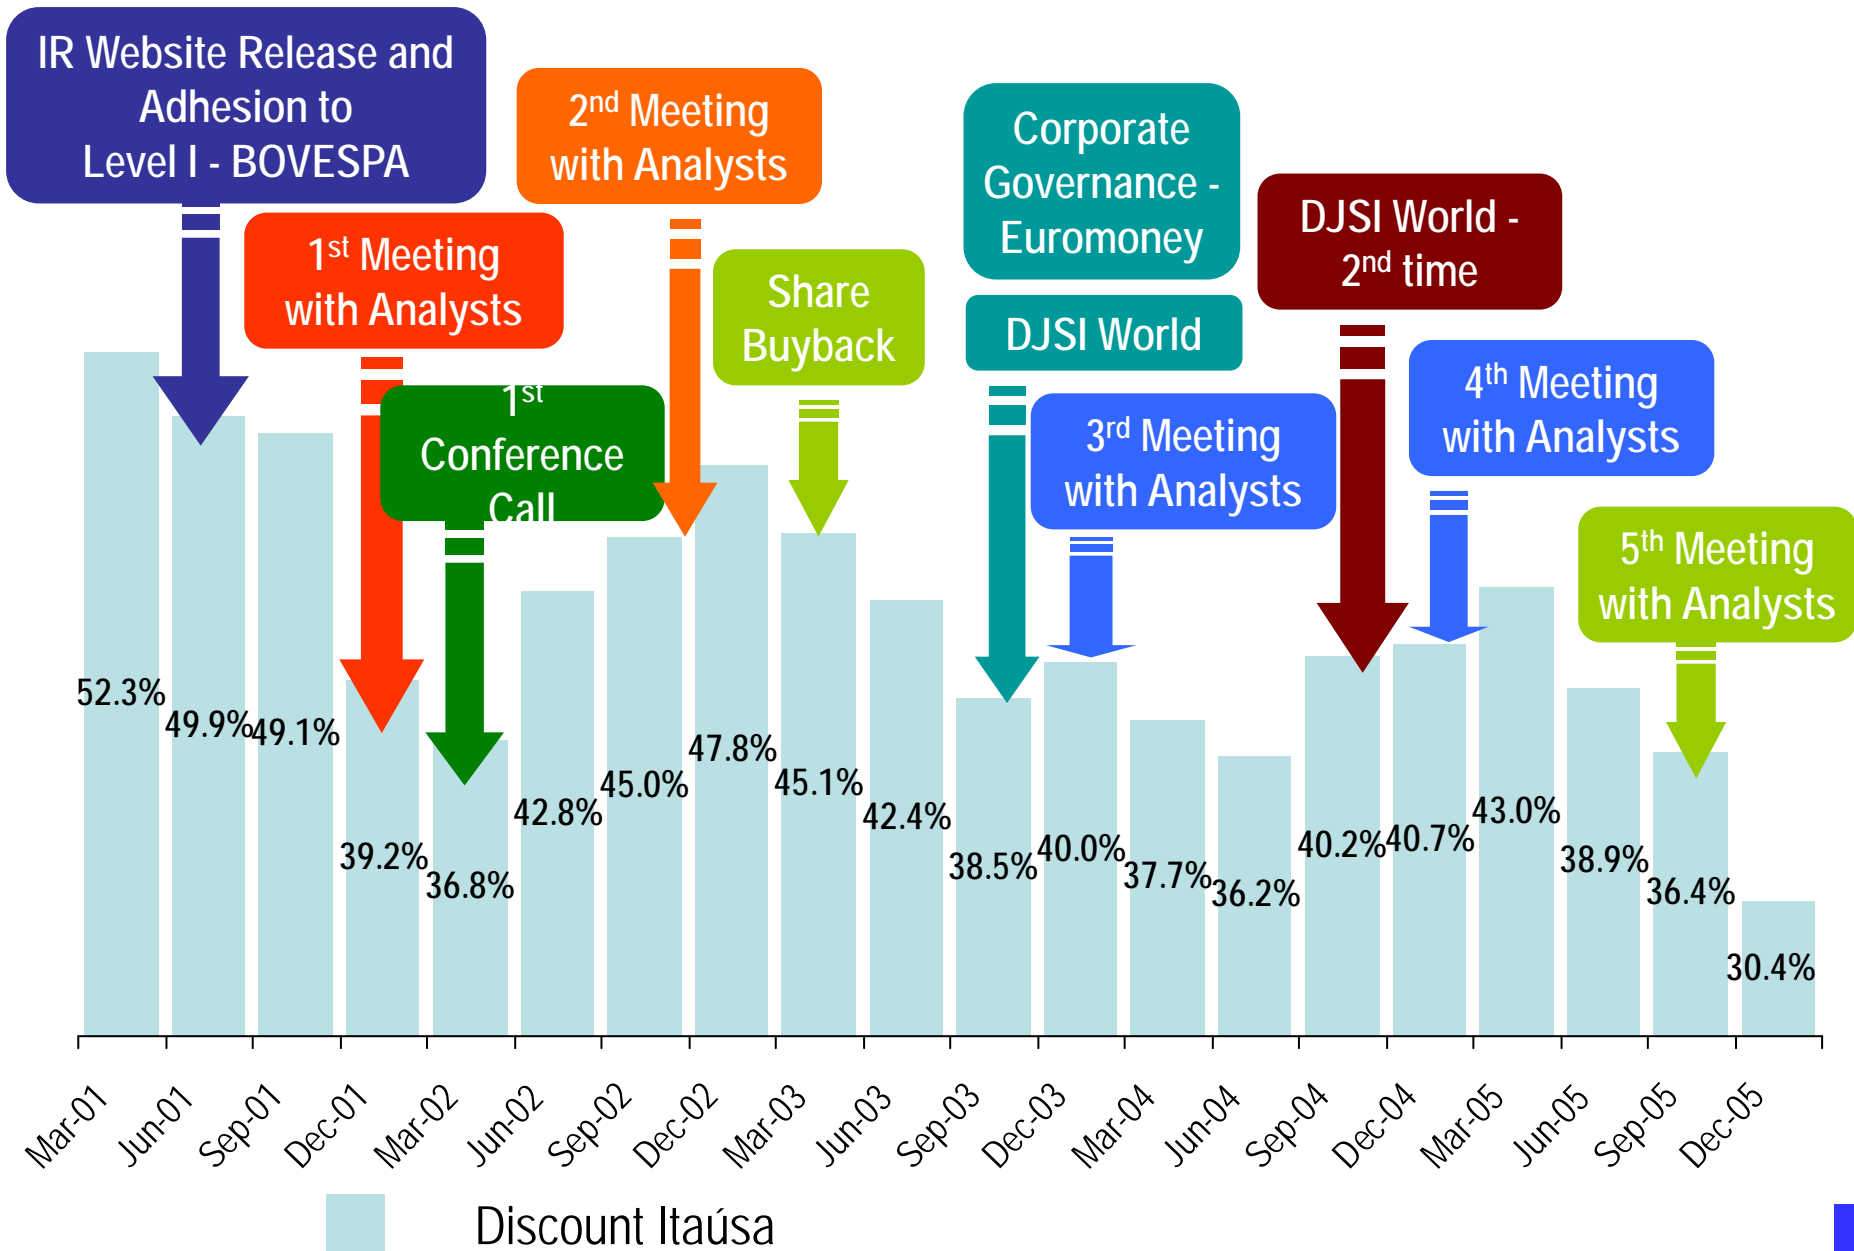 IR Website Release and
Adhesion to
Level I - BOVESPA
2nd Meeting
with Analysts
Corporate
Governance -
Euromoney
DJSI World -
2nd time
1st Meeting
with Analysts
Share
Buyback
DJSI World
4th Meeting
with Analysts
1st
Conference
Call
3rd Meeting
with Analysts
5th Meeting
with Analysts
52.3%
49.9%
49.1%
39.2%
36.8%
42.8%
45.0%
47.8%
45.1%
42.4%
38.5%
40.0%
37.7%
36.2%
40.2%
40.7%
43.0%
38.9%
36.4%
30.4%
Mar-01
Jun-01
Sep-01
Dec-01
Mar-02
Jun-02
Sep-02
Dec-02
Mar-03
Jun-03
Sep-03
Dec-03
Mar-04
Jun-04
Sep-04
Dec-04
Mar-05
Jun-05
Sep-05
Dec-05
Discount Itaúsa